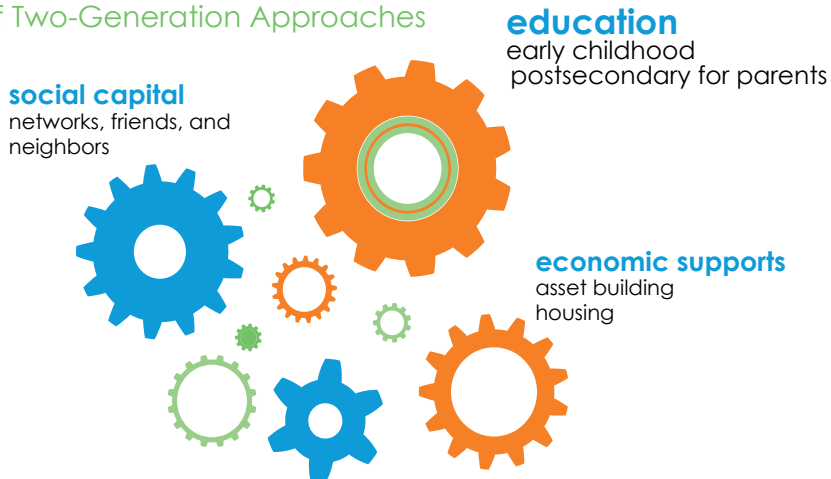 Two-Generation Approaches
education
early childhood
postsecondary for parents
social capital
networks, friends, and
neighbors
economic supports
asset building
housing